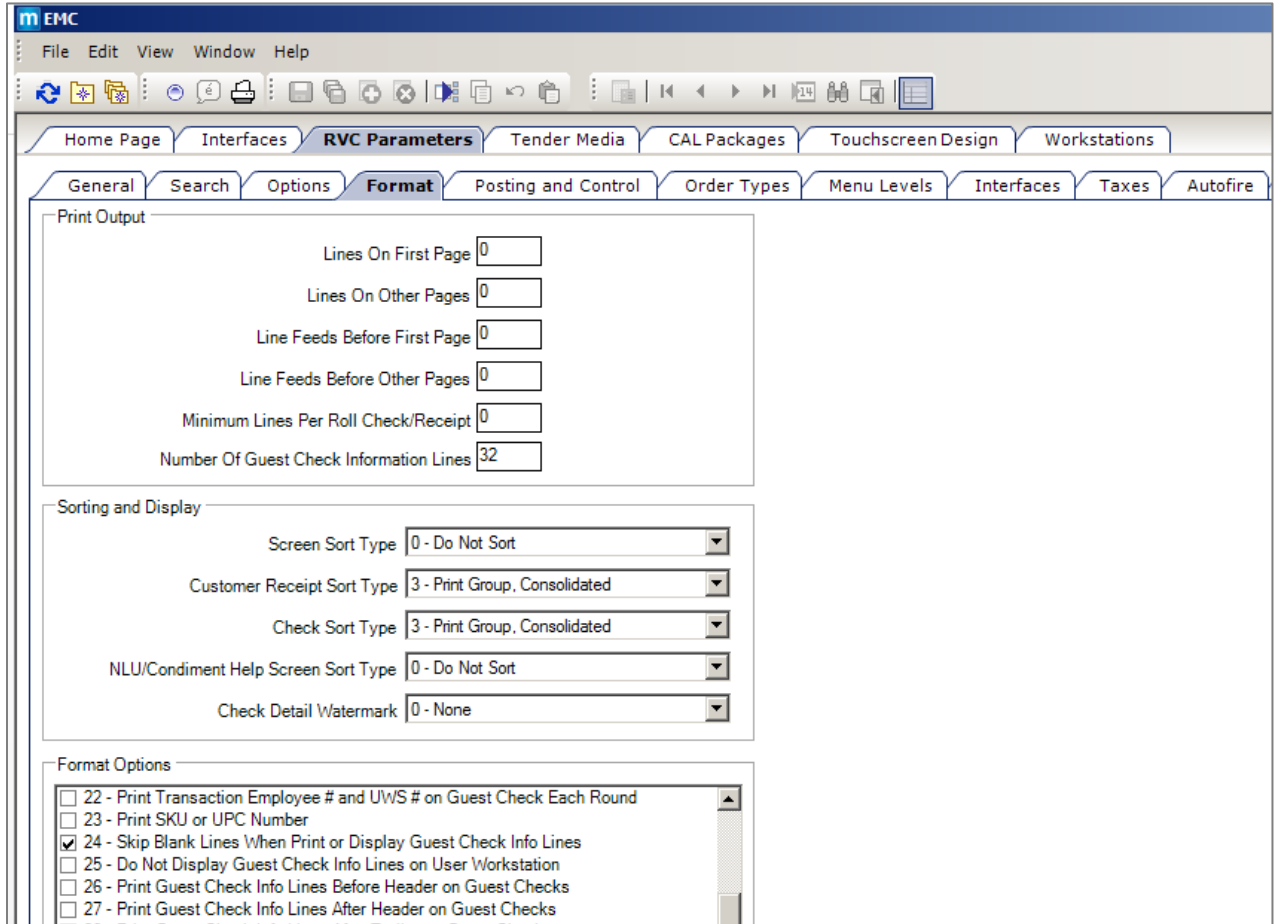 m EMC
File Edit View Window Help
é 14
Home Page Interfaces RVC Parameters Tender Media CAL Packages Touchscreen Design Workstations
General Search Options Format Posting and Control Order Types Menu Levels Interfaces Taxes Autofire
Print Output
Lines On First Page 0
Lines On Other Pages 0
Line Feeds Before First Page 0
Line Feeds Before Other Pages 0
Minimum Lines Per Roll Check/Receipt 0
Number Of Guest Check Information Lines 32
Sorting and Display
Screen Sort Type 0 - Do Not Sort
Customer Receipt Sort Type 3 - Print Group, Consolidated
Check Sort Type 3 - Print Group, Consolidated
NLU/Condiment Help Screen Sort Type 0 - Do Not Sort
Check Detail Watermark 0 - None
Format Options
22 - Print Transaction Employee # and UWS # on Guest Check Each Round
23 - Print SKU or UPC Number
24 - Skip Blank Lines When Print or Display Guest Check Info Lines
25 - Do Not Display Guest Check Info Lines on User Workstation
26 - Print Guest Check Info Lines Before Header on Guest Checks
27 - Print Guest Check Info Lines After Header on Guest Checks